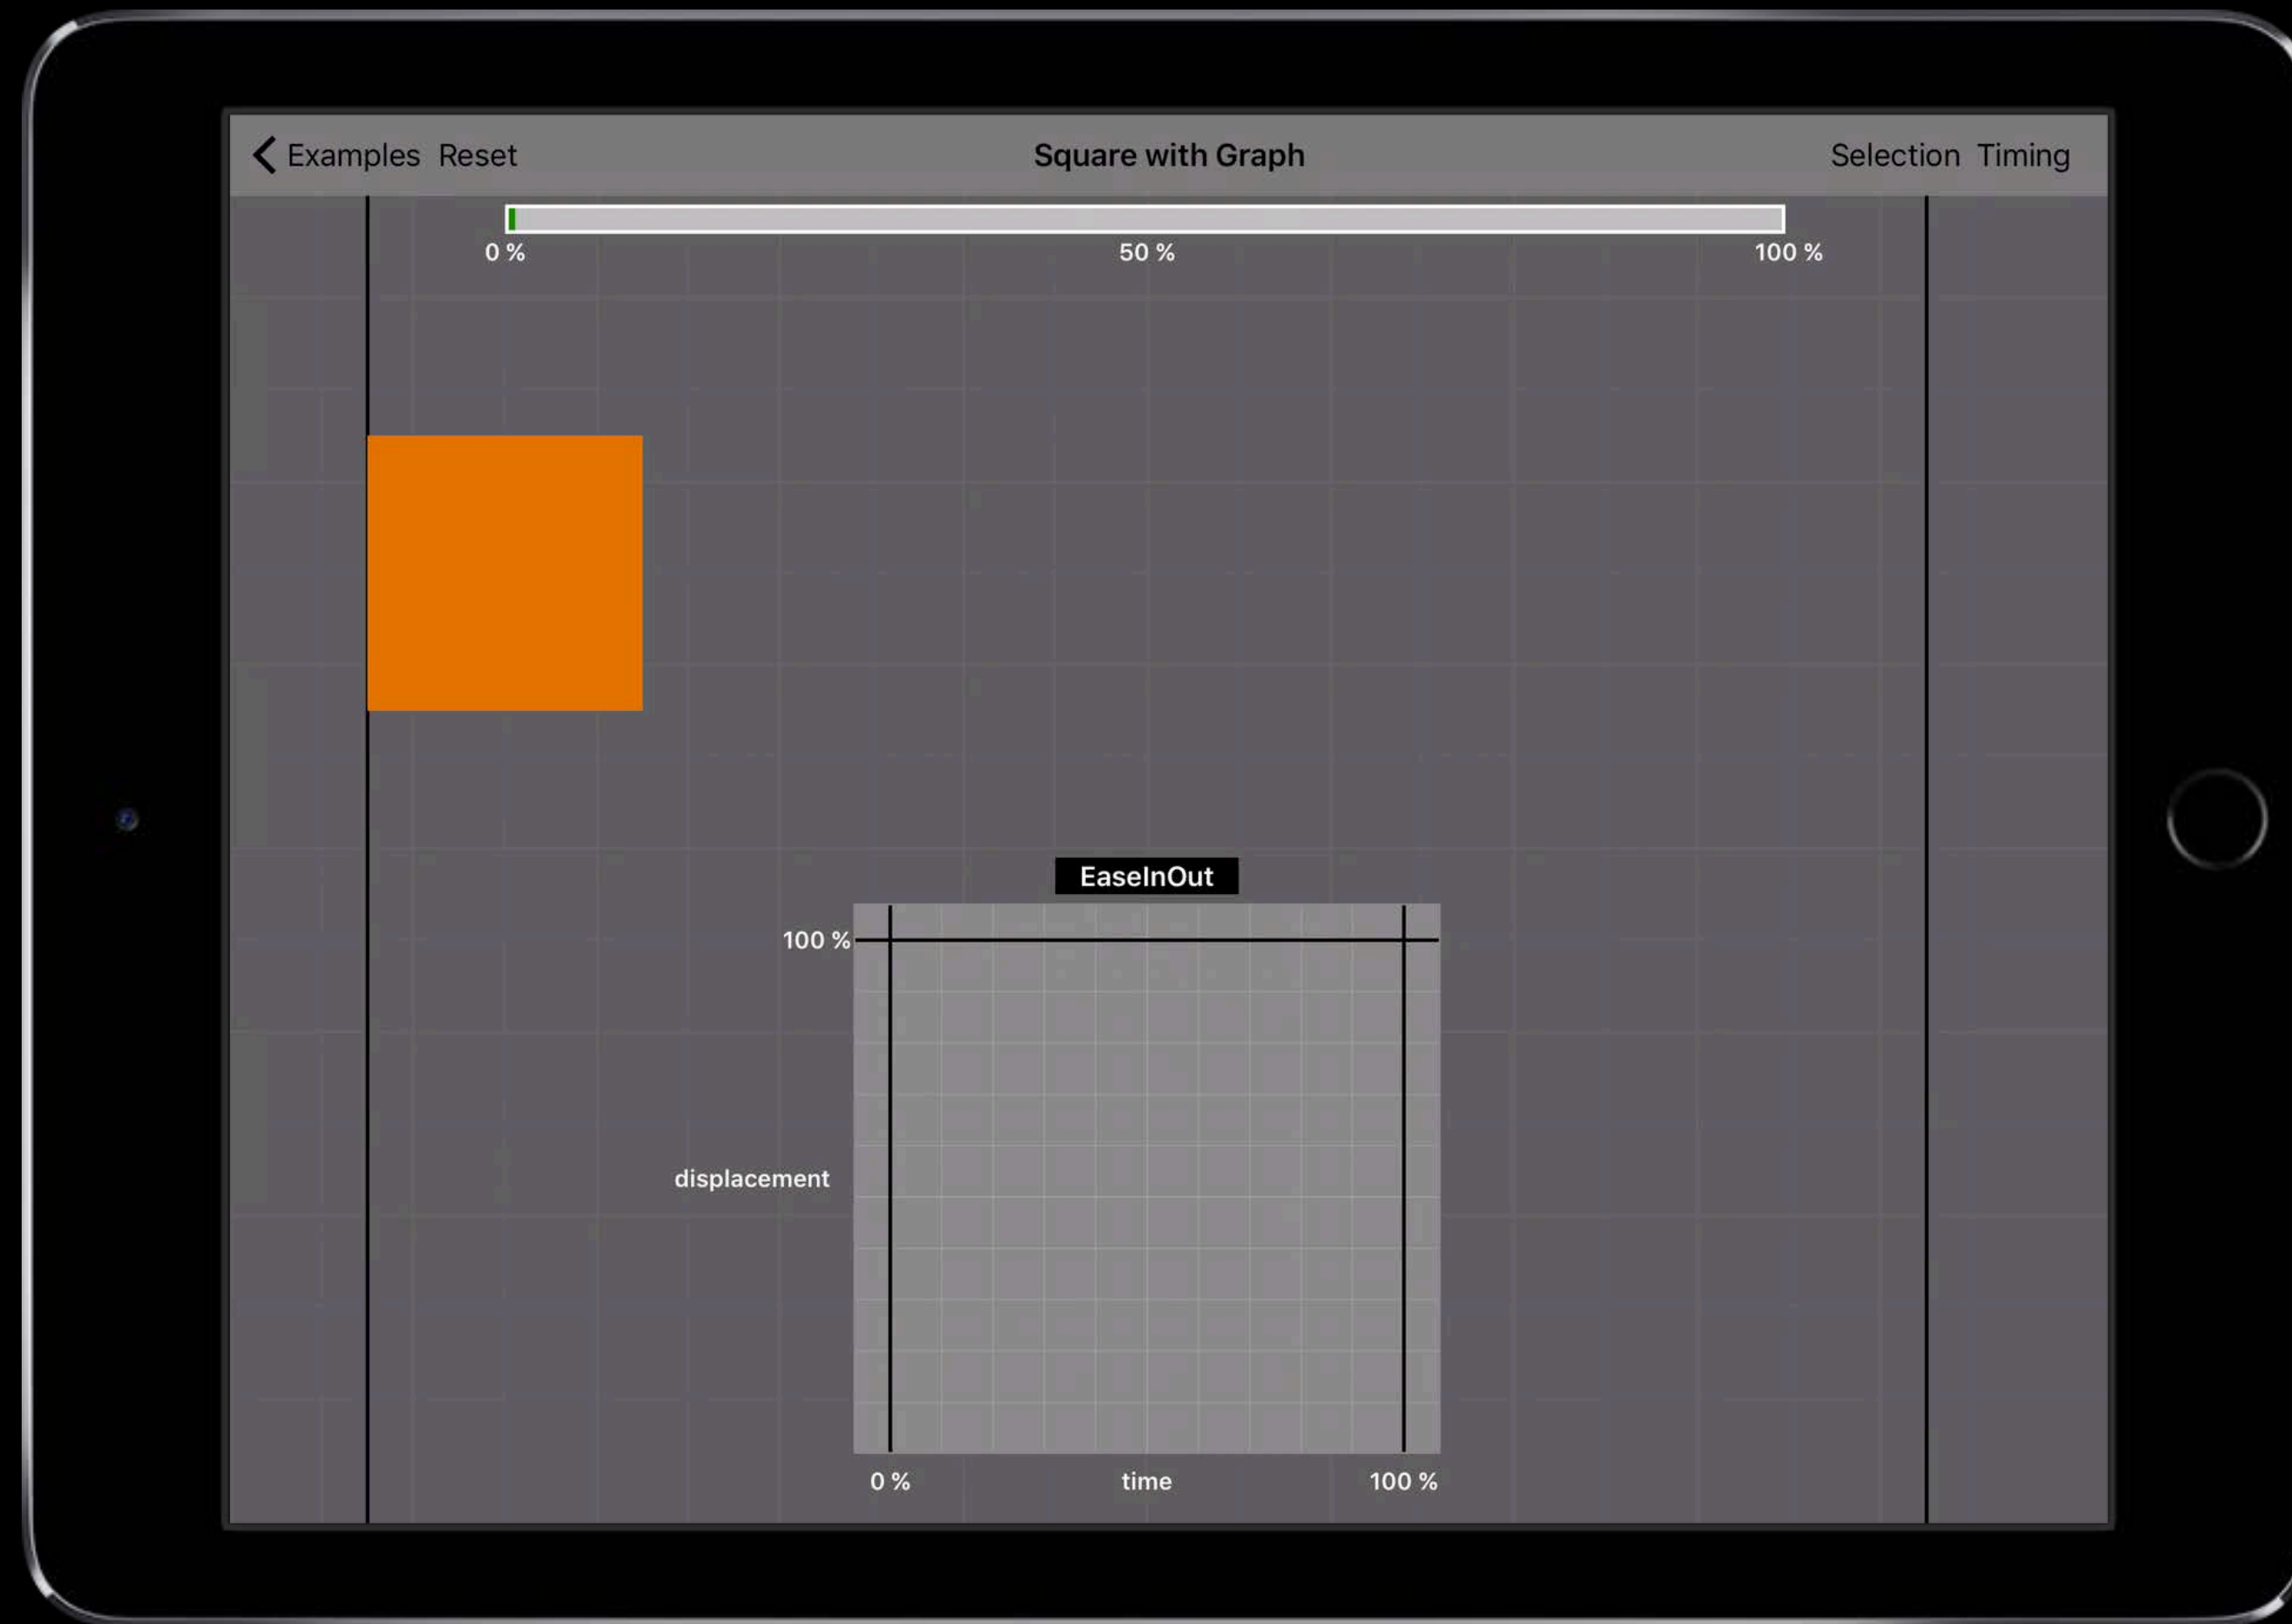 Examples Reset Square with Graph Selection Timing
0 % 50 % 100 %
EaseInOut
100 %
displacement
0 % time 100 %